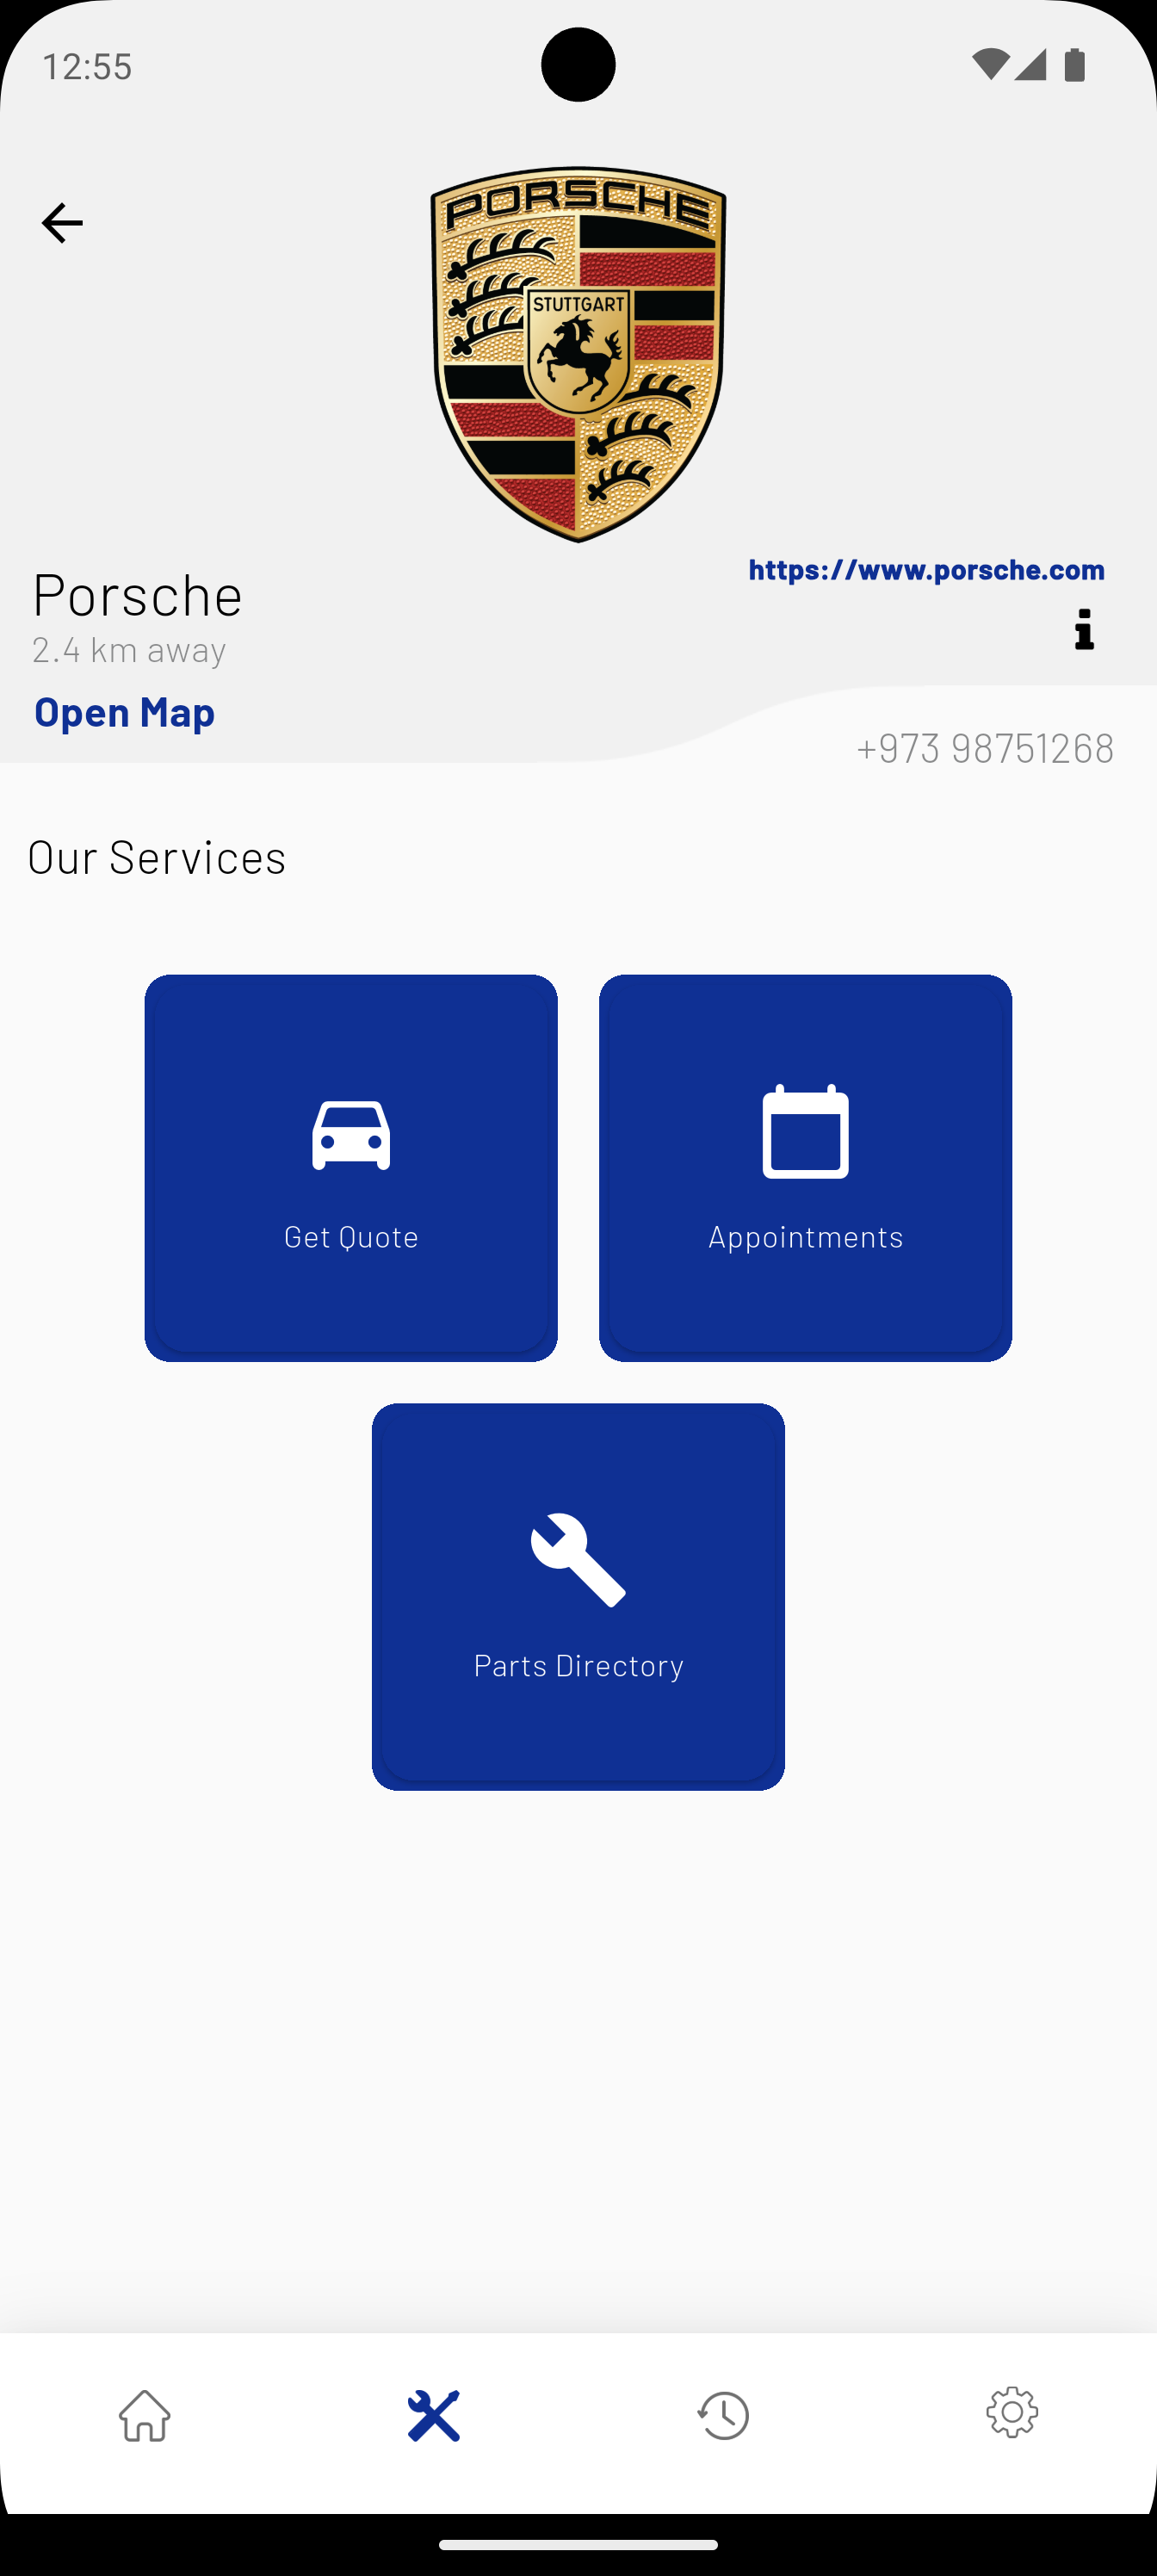 12:55
PORSCHE
STUTTGART
https://www.porsche.com
Porsche
2.4 km away
Open Map
+973 98751268
Our Services
Get Quote
Appointments
Parts Directory